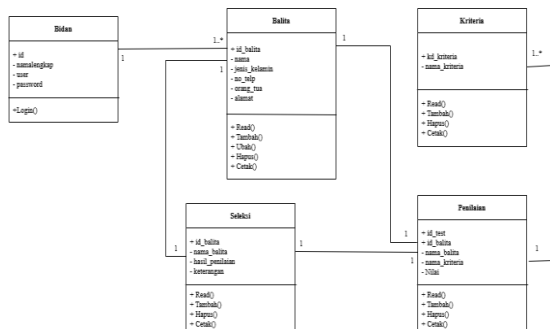 Bidan
+ id
- namalengkap
- user
- password
+Login()
1
1..*
Balita
+ id_balita
- nama
- jenis_kelamin
- no_telp
- orang_tua
- alamat
+ Read()
+ Tambah()
+ Ubah()
+ Hapus()
+ Cetak()
1
1
Kriteria
+ kd_kriteria
- nama_kriteria
+ Read()
+ Tambah()
+ Hapus()
+ Cetak()
1..*
Seleksi
+ id_balita
- nama_balita
- hasil_penilaian
- keterangan
+ Read()
+ Tambah()
+ Hapus()
+ Cetak()
1
1
Penilaian
+ id_test
+ id_balita
- nama_balita
- nama_kriteria
- Nilai
+ Read()
+ Tambah()
+ Hapus()
+ Cetak()
1
1
1